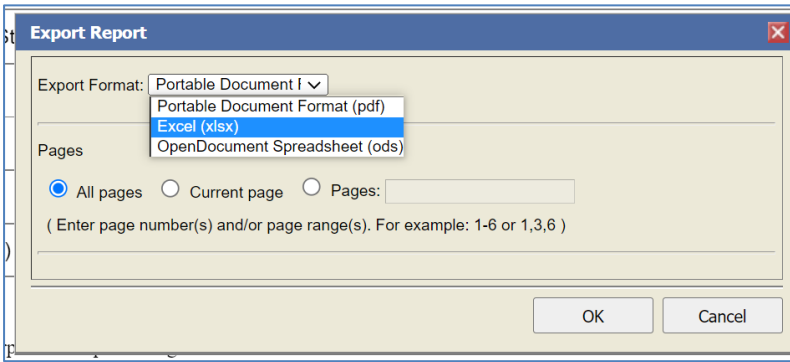 Export Report
Export Format: Portable Document F
Portable Document Format (pdf)
Excel (xlsx)
OpenDocument Spreadsheet (ods)
Pages
All pages Current page Pages:
( Enter page number(s) and/or page range(s). For example: 1-6 or 1,3,6 )
OK Cancel